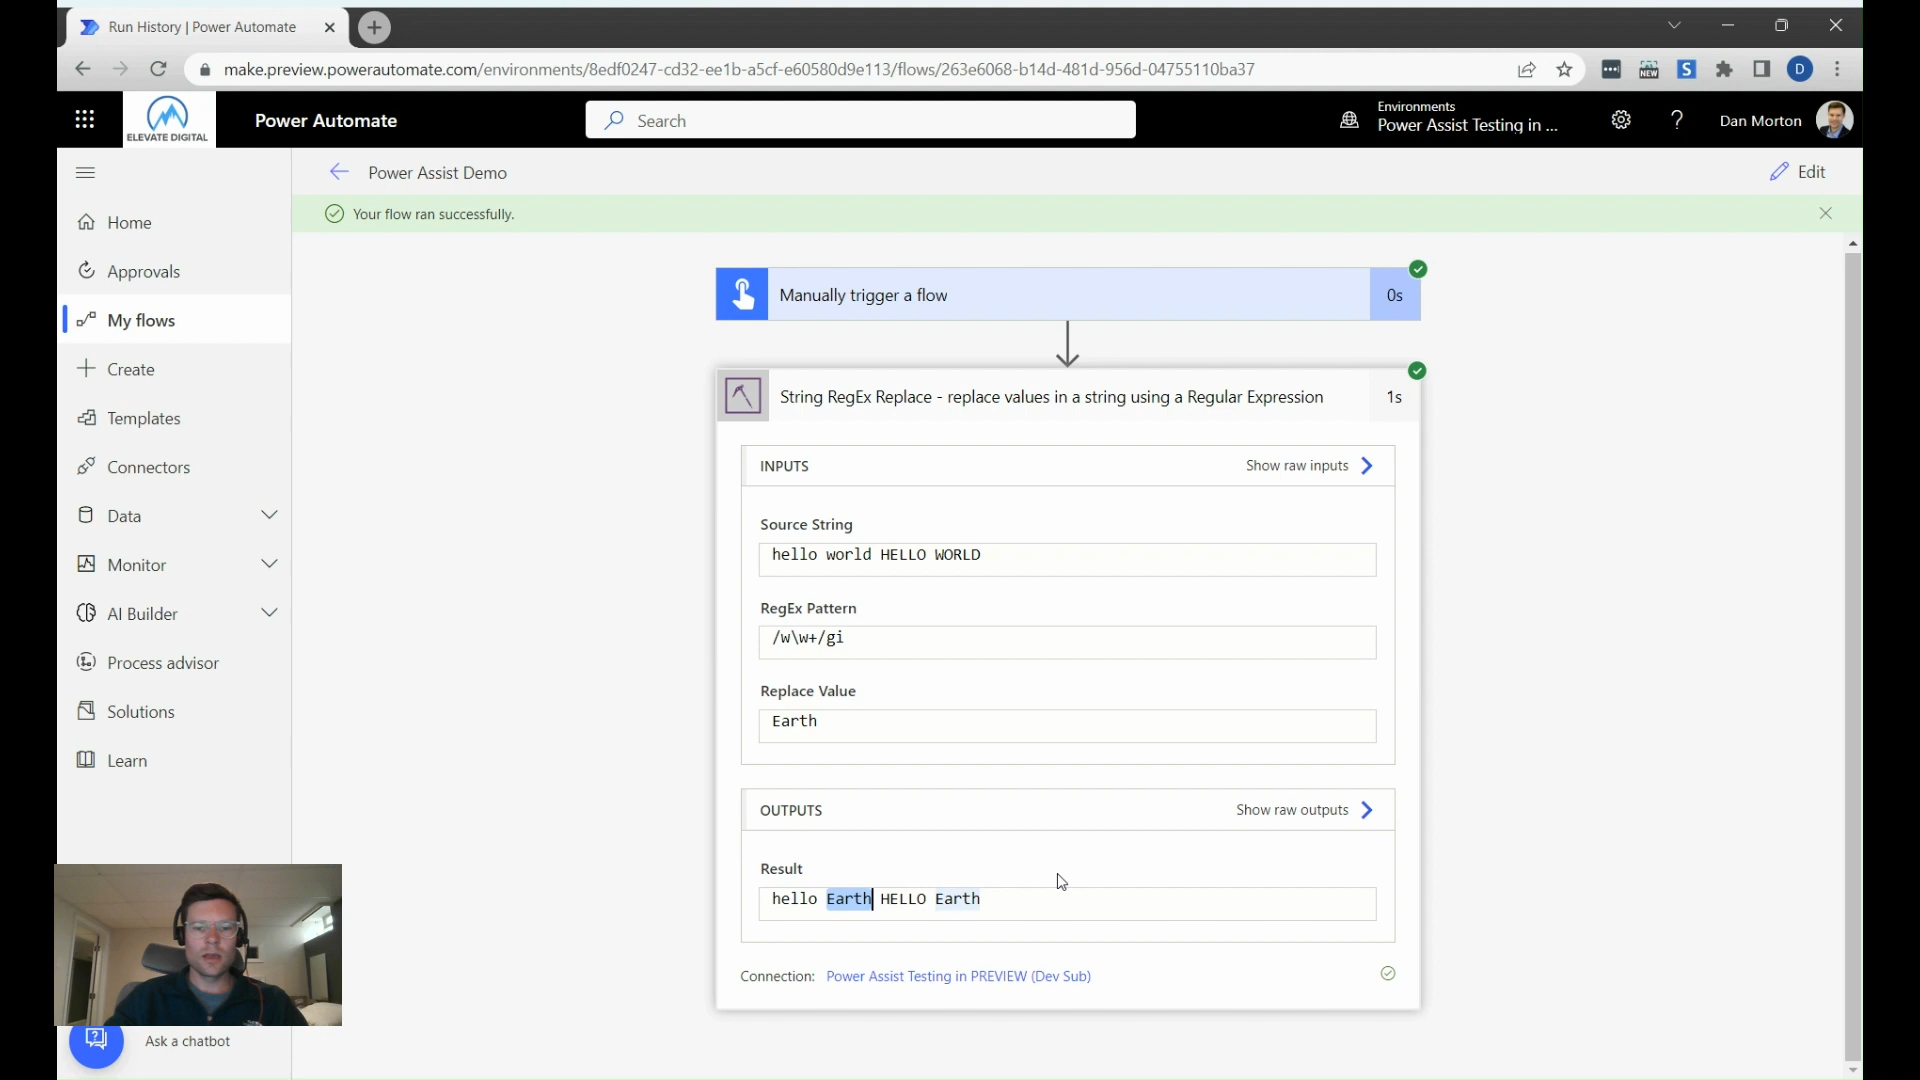 Run History | Power Automate
make.preview.powerautomate.com/environments/8edf0247-cd32-ee1b-a5cf-e60580d9e113/flows/263e6068-b14d-481d-956d-04755110ba37
NEW
S
D
ELEVATE DIGITAL
Power Automate
Search
Environments
Power Assist Testing in ...
?
Dan Morton
Power Assist Demo
Edit
Your flow ran successfully.
Home
Approvals
My flows
Create
Templates
Connectors
Data
Monitor
AI Builder
Process advisor
Solutions
Learn
Ask a chatbot
Manually trigger a flow
0s
String RegEx Replace - replace values in a string using a Regular Expression
1s
INPUTS
Show raw inputs
Source String
hello world HELLO WORLD
RegEx Pattern
/w\w+/gi
Replace Value
Earth
OUTPUTS
Show raw outputs
Result
hello Earth HELLO Earth
Connection: Power Assist Testing in PREVIEW (Dev Sub)